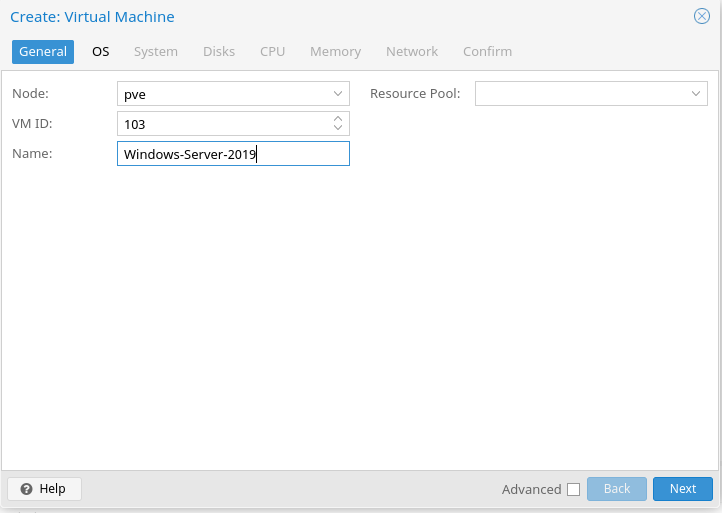 Create: Virtual Machine
General OS System Disks CPU Memory Network Confirm
Node: pve Resource Pool:
VM ID: 103
Name: Windows-Server-2019
Help Advanced Back Next